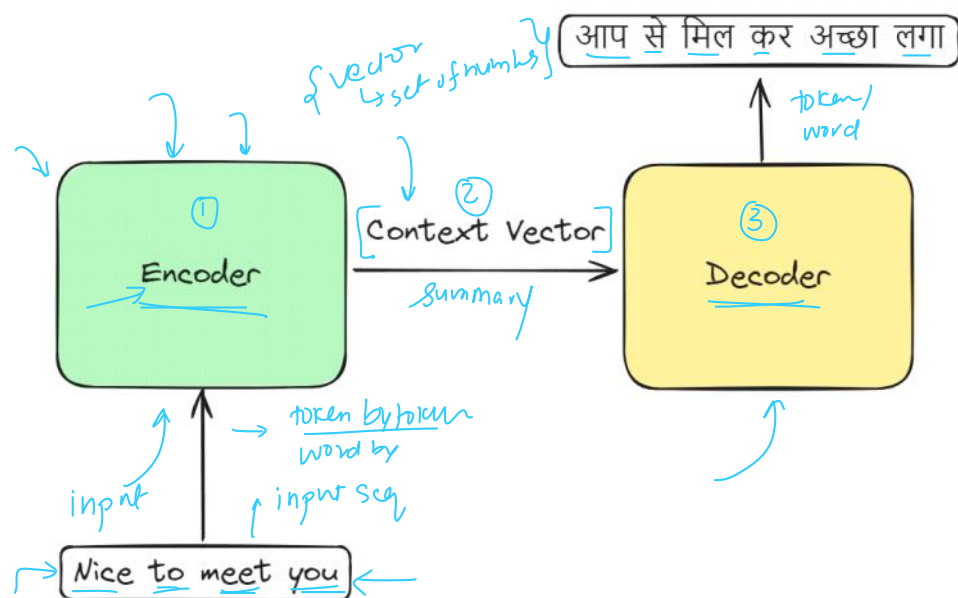 {vector
↳ set of numbers}
आप से मिल कर अच्छा लगा
token/
word
①
②
③
[Context Vector]
Encoder
summary
Decoder
token by token
word by
input
input seq
Nice to meet you